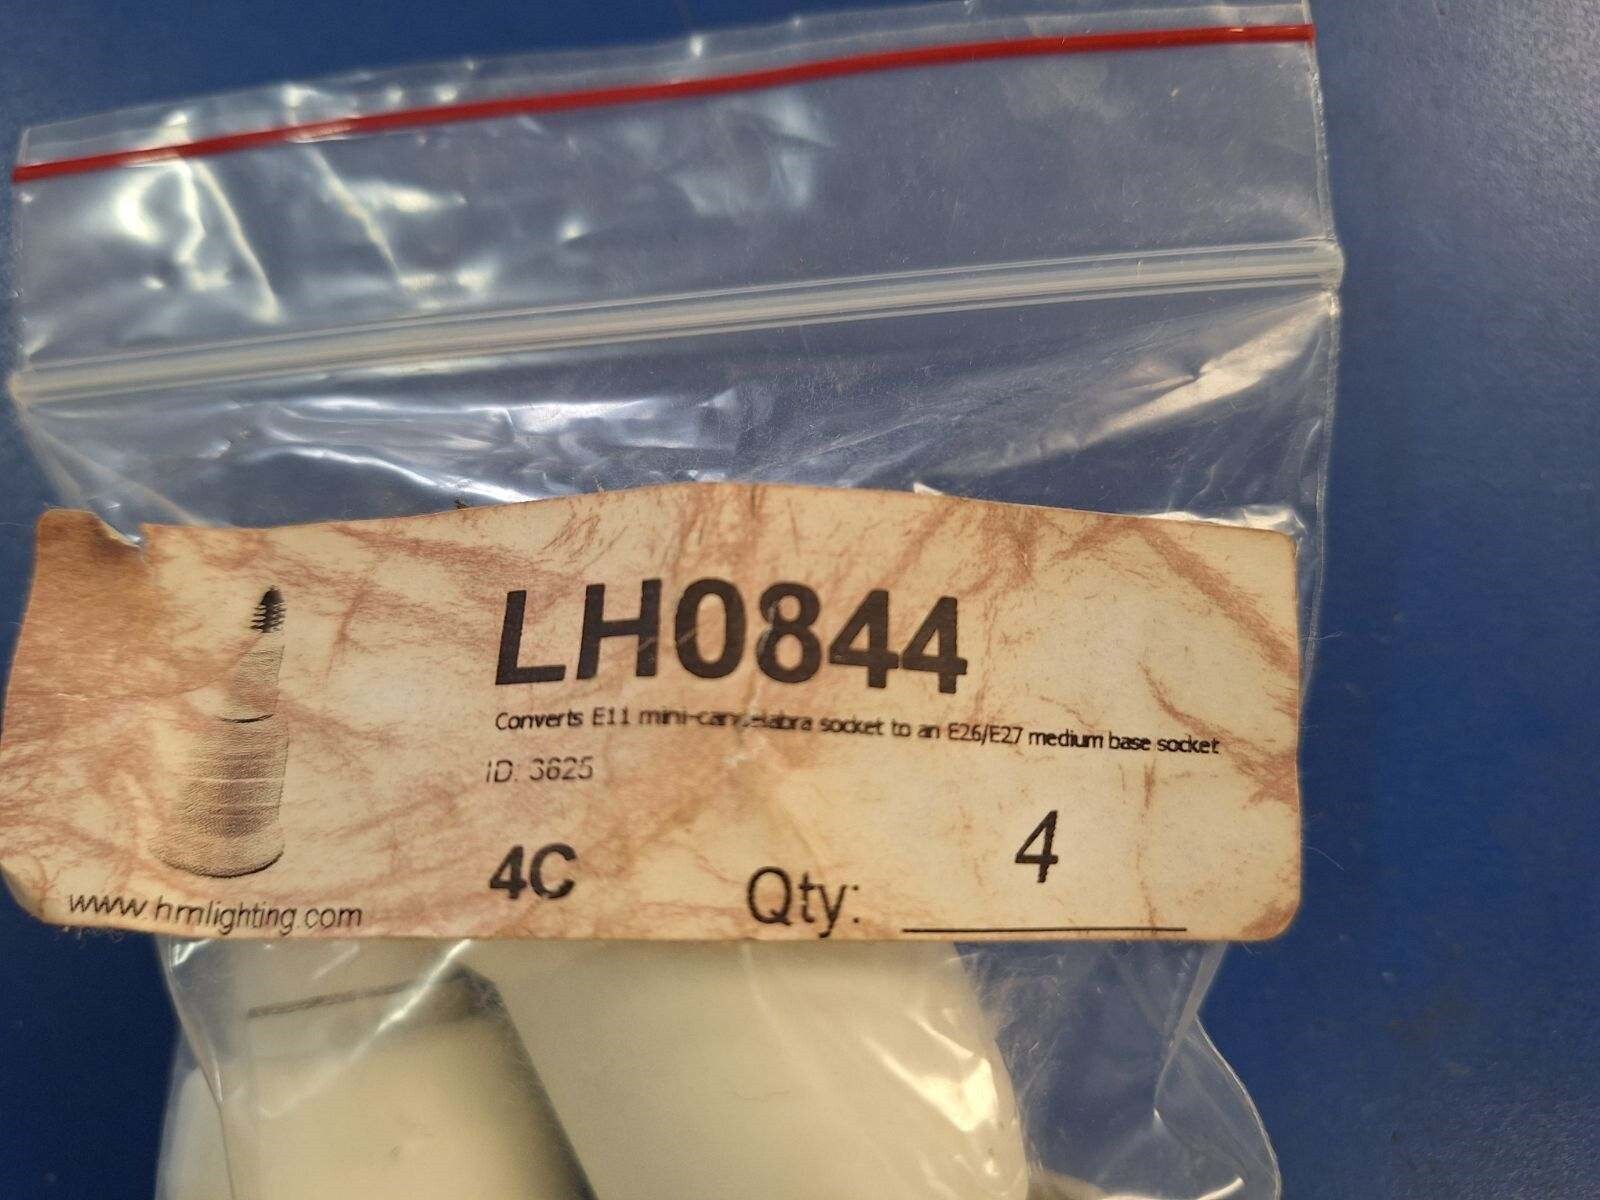 LH0844
Converts E11 mini-candelabra socket to an E26/E27 medium base socket
ID: 3625
4C
Qty: 4
www.hmlighting.com